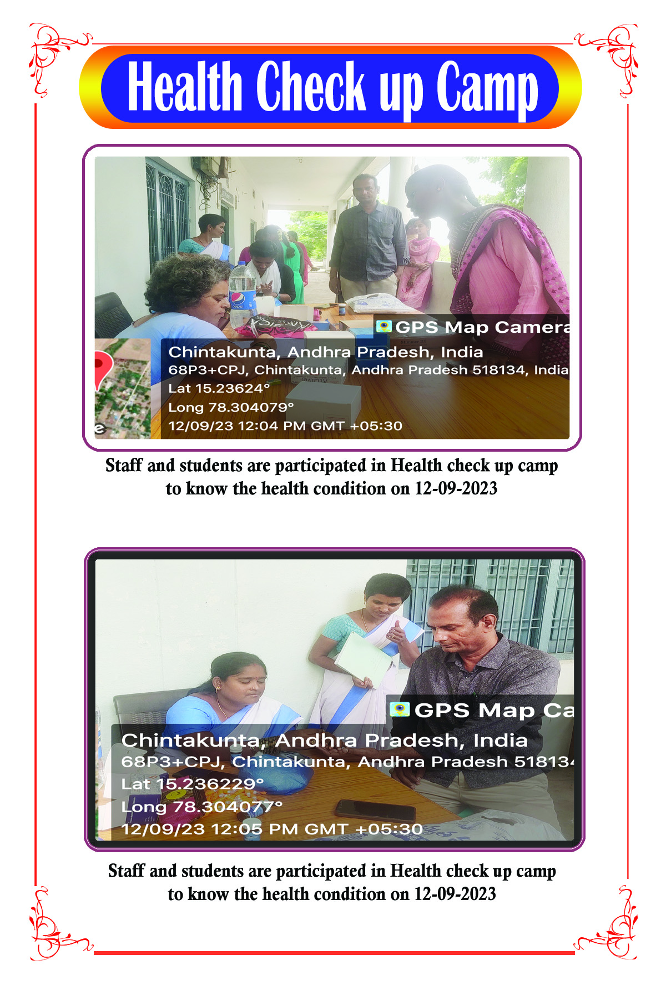 Health Check up Camp
pepsi
GPS Map Camera
Chintakunta, Andhra Pradesh, India
68P3+CPJ, Chintakunta, Andhra Pradesh 518134, India
Lat 15.23624°
Long 78.304079°
12/09/23 12:04 PM GMT +05:30
Staff and students are participated in Health check up camp
to know the health condition on 12-09-2023
GPS Map Ca
Chintakunta, Andhra Pradesh, India
68P3+CPJ, Chintakunta, Andhra Pradesh 518134
Lat 15.236229°
Long 78.304077°
12/09/23 12:05 PM GMT +05:30
Staff and students are participated in Health check up camp
to know the health condition on 12-09-2023